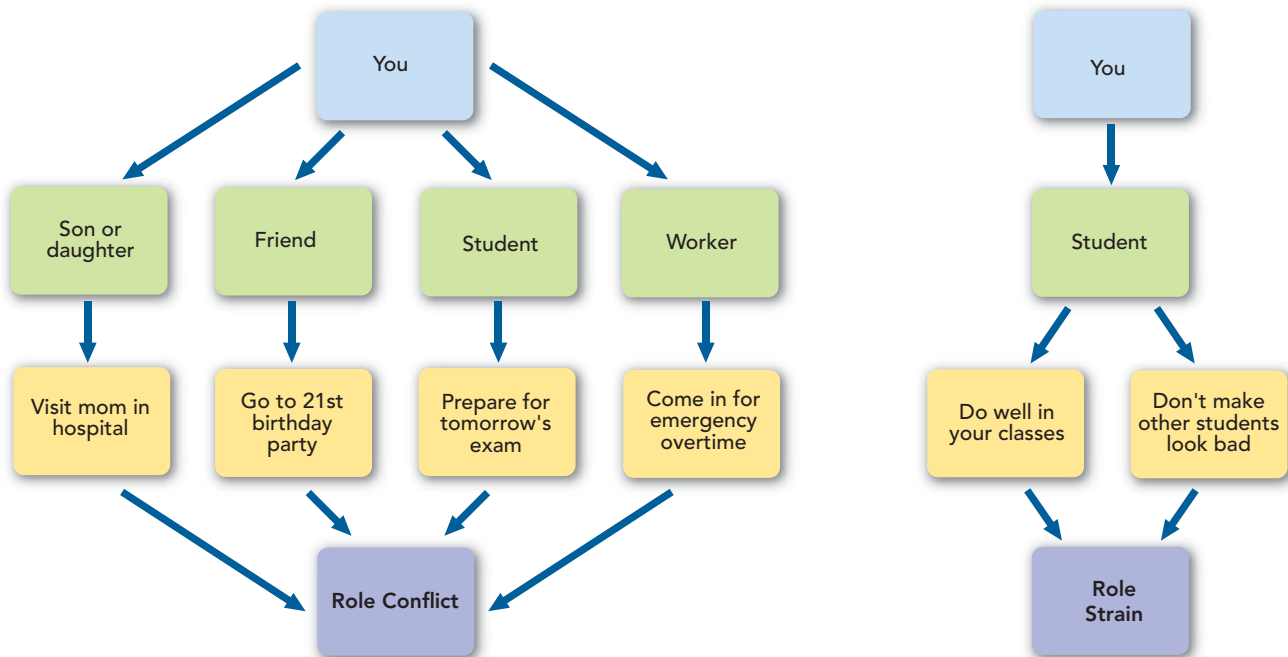 You
Son or
daughter
Friend
Student
Worker
Visit mom in
hospital
Go to 21st
birthday
party
Prepare for
tomorrow's
exam
Come in for
emergency
overtime
Role Conflict
You
Student
Do well in
your classes
Don't make
other students
look bad
Role
Strain